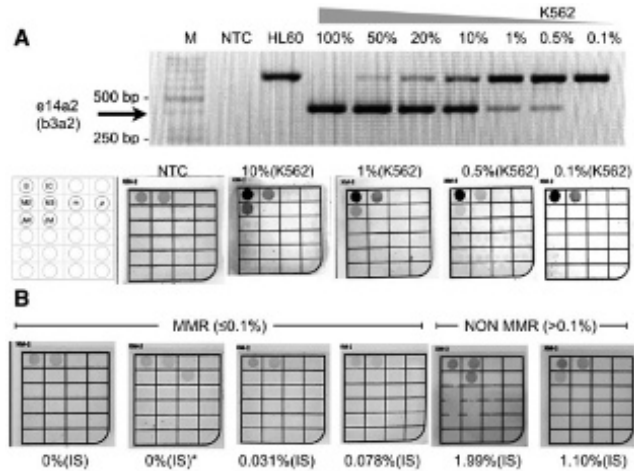 K562
A M NTC HL60 100% 50% 20% 10% 1% 0.5% 0.1%
500 bp -
e14a2
(b3a2)
250 bp -
NTC 10%(K562) 1%(K562) 0.5%(K562) 0.1%(K562)
B
MMR (≤0.1%) NON MMR (>0.1%)
0%(IS) 0%(IS)* 0.031%(IS) 0.078%(IS) 1.99%(IS) 1.10%(IS)